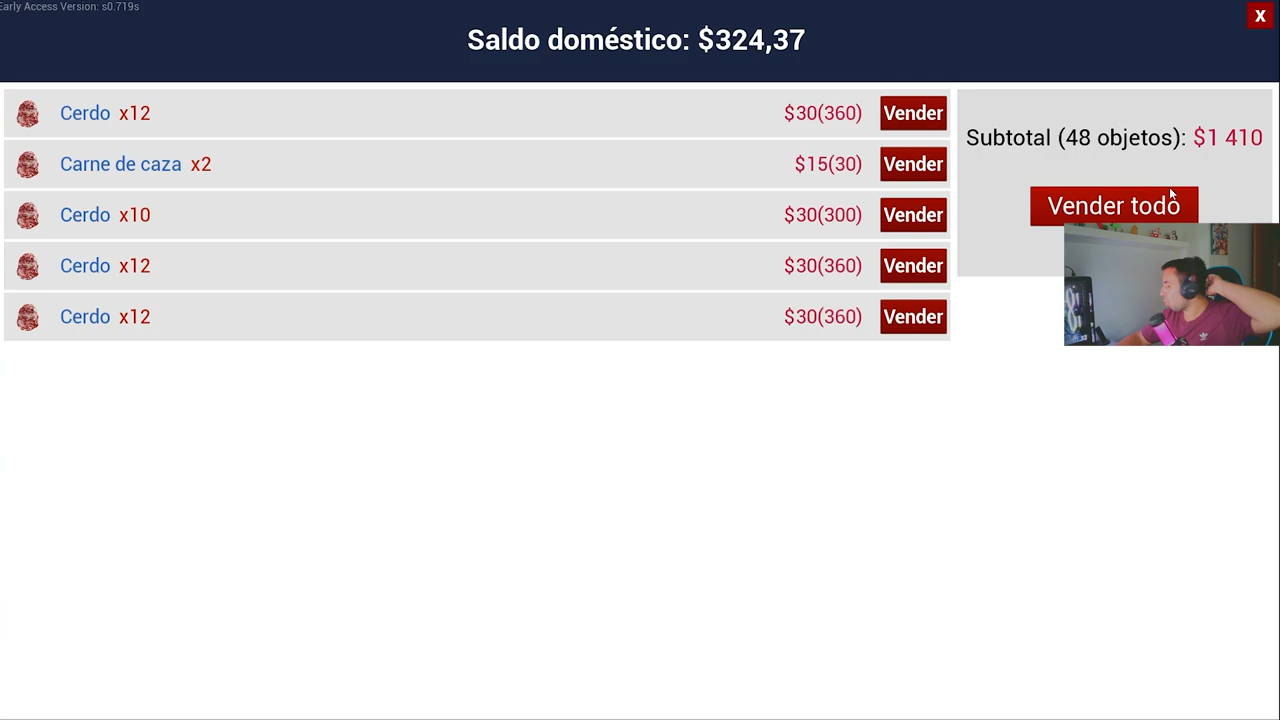 Early Access Version: s0.719s
X
Saldo doméstico: $324,37
Cerdo x12 $30(360) Vender
Carne de caza x2 $15(30) Vender
Cerdo x10 $30(300) Vender
Cerdo x12 $30(360) Vender
Cerdo x12 $30(360) Vender
Subtotal (48 objetos): $1 410
Vender todo